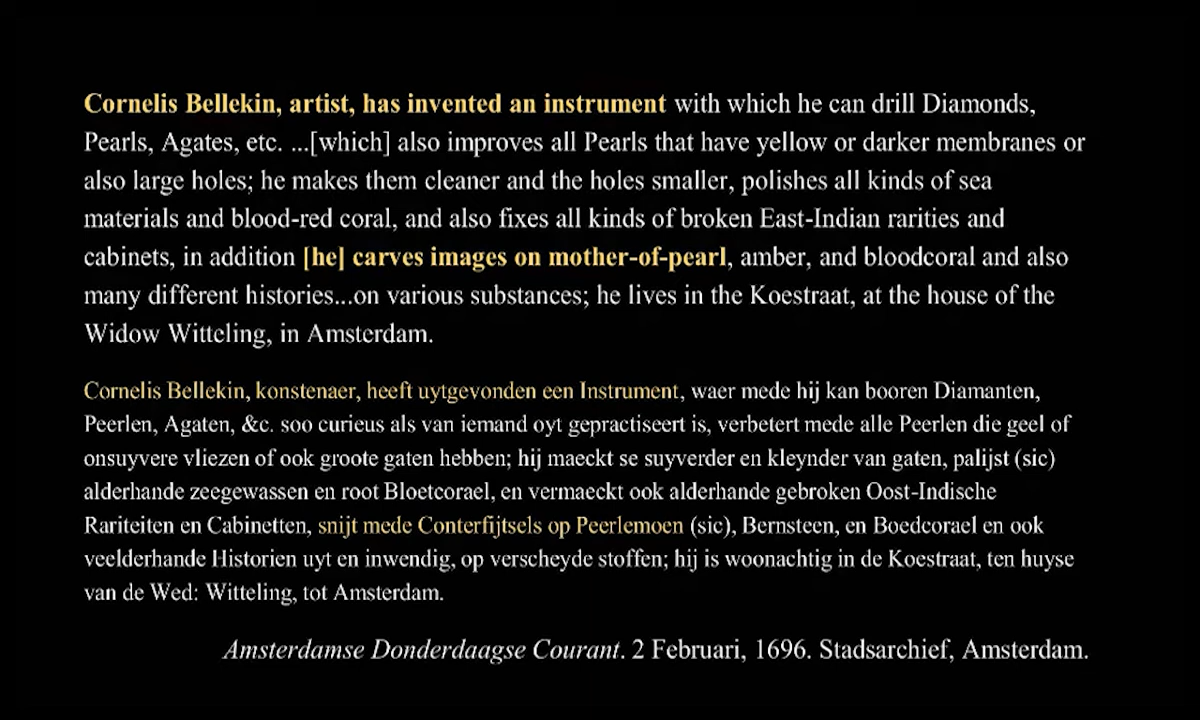 Cornelis Bellekin, artist, has invented an instrument with which he can drill Diamonds,
Pearls, Agates, etc. ...[which] also improves all Pearls that have yellow or darker membranes or
also large holes; he makes them cleaner and the holes smaller, polishes all kinds of sea
materials and blood-red coral, and also fixes all kinds of broken East-Indian rarities and
cabinets, in addition [he] carves images on mother-of-pearl, amber, and bloodcoral and also
many different histories...on various substances; he lives in the Koestraat, at the house of the
Widow Witteling, in Amsterdam.
Cornelis Bellekin, konstenaer, heeft uytgevonden een Instrument, waer mede hij kan booren Diamanten,
Peerlen, Agaten, &c. soo curieus als van iemand oyt gepractiseert is, verbetert mede alle Peerlen die geel of
onsuyvere vliezen of ook groote gaten hebben; hij maeckt se suyverder en kleynder van gaten, palijst (sic)
alderhande zeegewassen en root Bloetcorael, en vermaeckt ook alderhande gebroken Oost-Indische
Rariteiten en Cabinetten, snijt mede Conterfijtsels op Peerlemoen (sic), Bernsteen, en Boedcorael en ook
veelderhande Historien uyt en inwendig, op verscheyde stoffen; hij is woonachtig in de Koestraat, ten huyse
van de Wed: Witteling, tot Amsterdam.
Amsterdamse Donderdaagse Courant. 2 Februari, 1696. Stadsarchief, Amsterdam.